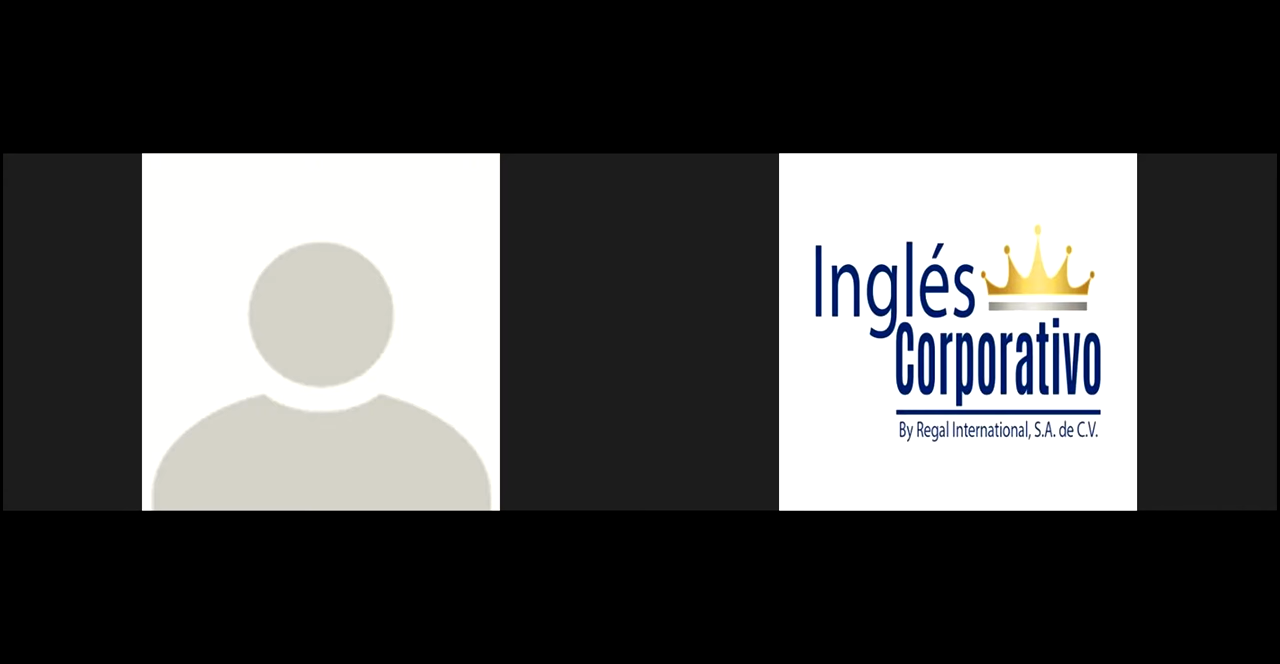 Inglés
Corporativo
By Regal International, S.A. de C.V.